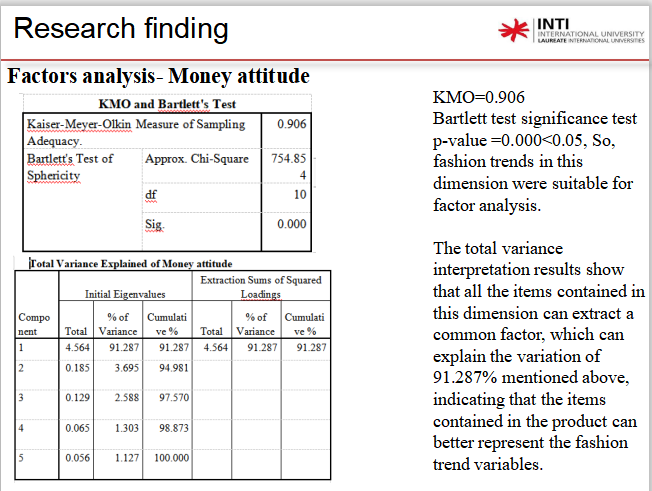 Research finding
INTI
INTERNATIONAL UNIVERSITY
LAUREATE INTERNATIONAL UNIVERSITIES
Factors analysis- Money attitude
KMO and Bartlett's Test
Kaiser-Meyer-Olkin Measure of Sampling Adequacy. 0.906
Bartlett's Test of Sphericity Approx. Chi-Square 754.854
df 10
Sig. 0.000
Total Variance Explained of Money attitude
Initial Eigenvalues Extraction Sums of Squared Loadings
Component Total % of Variance Cumulative % Total % of Variance Cumulative %
1 4.564 91.287 91.287 4.564 91.287 91.287
2 0.185 3.695 94.981
3 0.129 2.588 97.570
4 0.065 1.303 98.873
5 0.056 1.127 100.000
KMO=0.906
Bartlett test significance test
p-value =0.000<0.05, So,
fashion trends in this
dimension were suitable for
factor analysis.
The total variance
interpretation results show
that all the items contained in
this dimension can extract a
common factor, which can
explain the variation of
91.287% mentioned above,
indicating that the items
contained in the product can
better represent the fashion
trend variables.